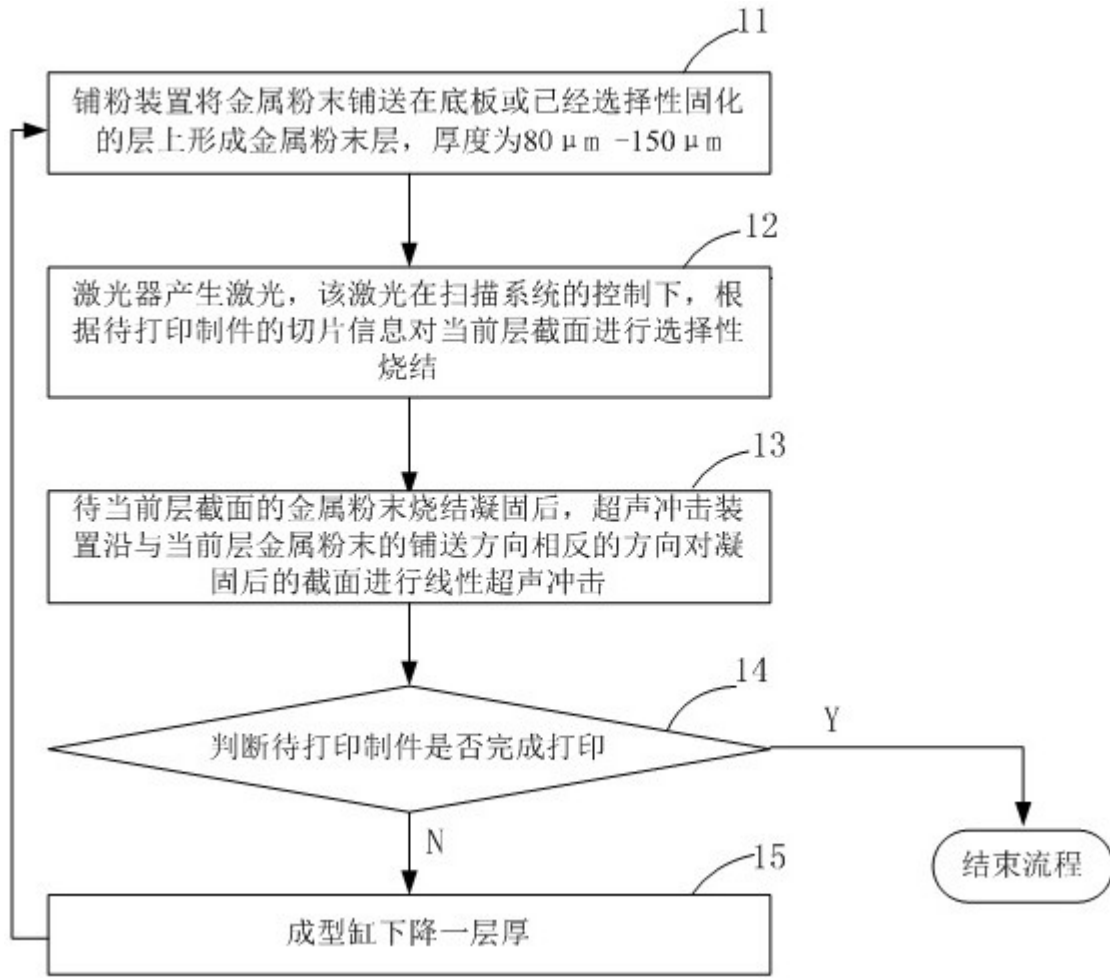 11
铺粉装置将金属粉末铺送在底板或已经选择性固化
的层上形成金属粉末层，厚度为80μm -150μm
12
激光器产生激光，该激光在扫描系统的控制下，根
据待打印制件的切片信息对当前层截面进行选择性
烧结
13
待当前层截面的金属粉末烧结凝固后，超声冲击装
置沿与当前层金属粉末的铺送方向相反的方向对凝
固后的截面进行线性超声冲击
14
判断待打印制件是否完成打印
Y
N
结束流程
15
成型缸下降一层厚